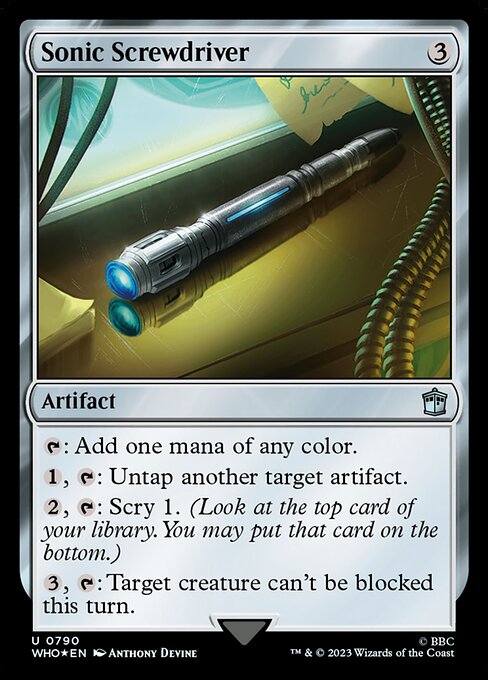 Sonic Screwdriver 3
Artifact
: Add one mana of any color.
1, : Untap another target artifact.
2, : Scry 1. (Look at the top card of
your library. You may put that card on the
bottom.)
3, : Target creature can't be blocked
this turn.
U 0790
WHO★EN Anthony Devine
© BBC
™ & © 2023 Wizards of the Coast